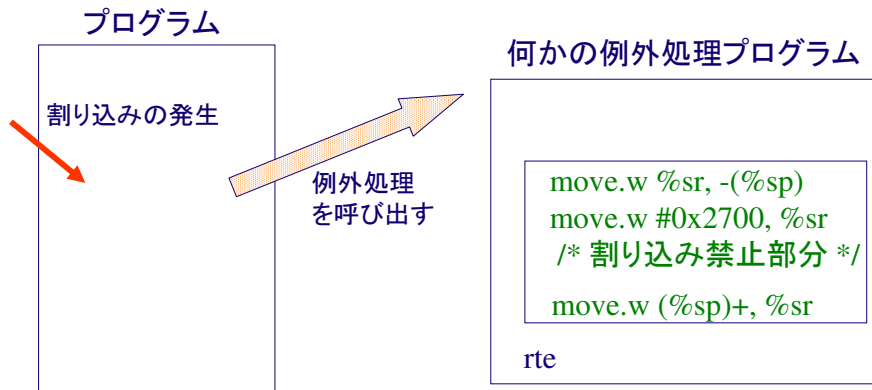 プログラム
割り込みの発生
例外処理
を呼び出す
何かの例外処理プログラム
move.w %sr, -(%sp)
move.w #0x2700, %sr
/* 割り込み禁止部分 */
move.w (%sp)+, %sr
rte